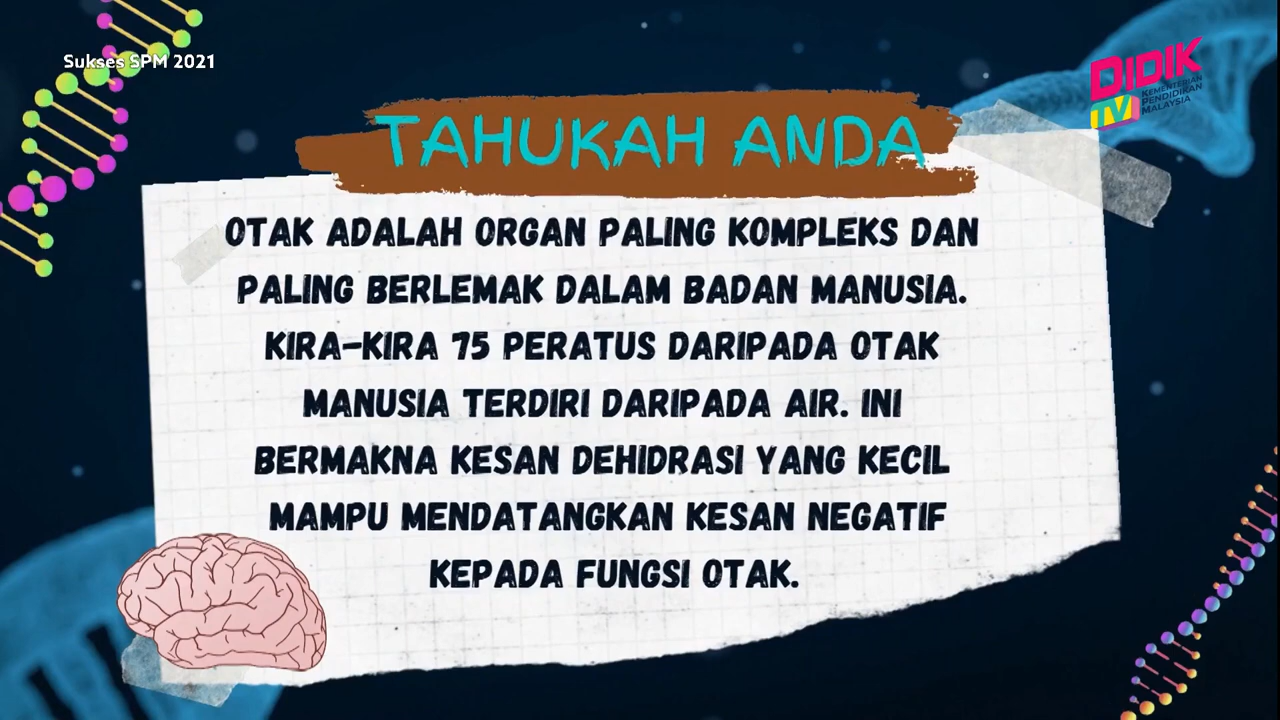 Sukses SPM 2021
DIDIK
TV
KEMENTERIAN
PENDIDIKAN
MALAYSIA
TAHUKAH ANDA
OTAK ADALAH ORGAN PALING KOMPLEKS DAN
PALING BERLEMAK DALAM BADAN MANUSIA.
KIRA-KIRA 75 PERATUS DARIPADA OTAK
MANUSIA TERDIRI DARIPADA AIR. INI
BERMAKNA KESAN DEHIDRASI YANG KECIL
MAMPU MENDATANGKAN KESAN NEGATIF
KEPADA FUNGSI OTAK.